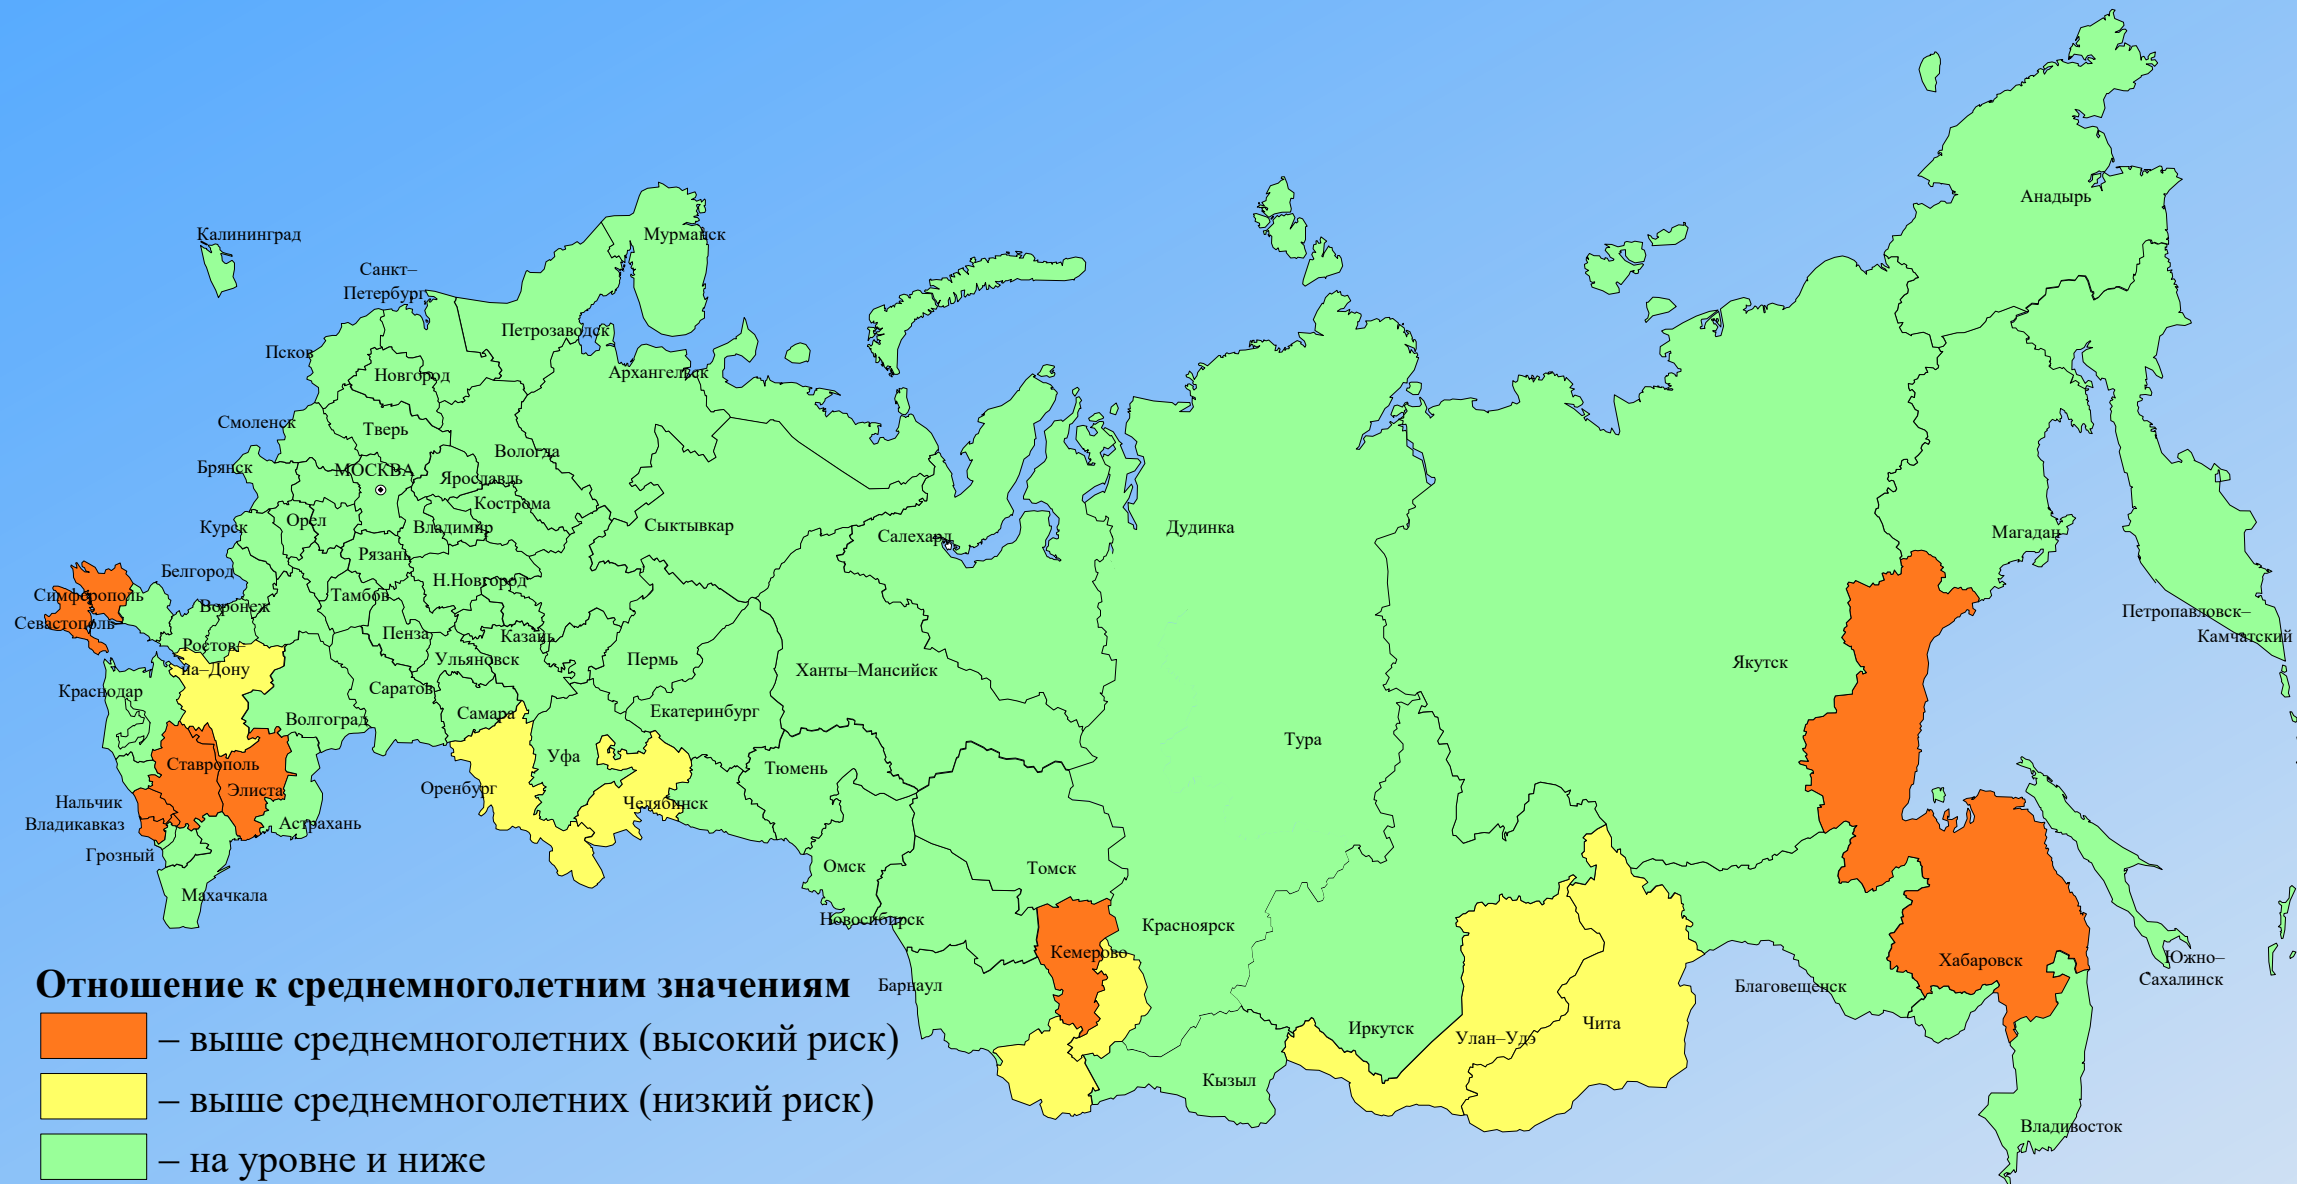 Анадырь
Калининград
Мурманск
Санкт–
Петербург
Петрозаводск
Псков
Архангельск
Новгород
Смоленск
Тверь
Вологда
Брянск
МОСКВА
Ярославль
Кострома
Курск
Орел
Владимир
Сыктывкар
Салехард
Дудинка
Магадан
Рязань
Белгород
Н.Новгород
Симферополь
Тамбов
Воронеж
Севастополь
Пенза
Казань
Ростов–
на–Дону
Ульяновск
Пермь
Ханты–Мансийск
Якутск
Петропавловск–
Камчатский
Краснодар
Саратов
Волгоград
Самара
Екатеринбург
Тура
Ставрополь
Элиста
Уфа
Тюмень
Оренбург
Челябинск
Нальчик
Владикавказ
Астрахань
Грозный
Махачкала
Омск
Томск
Новосибирск
Красноярск
Кемерово
Барнаул
Иркутск
Улан–Удэ
Чита
Кызыл
Благовещенск
Хабаровск
Южно–
Сахалинск
Владивосток
Отношение к среднемноголетним значениям
– выше среднемноголетних (высокий риск)
– выше среднемноголетних (низкий риск)
– на уровне и ниже